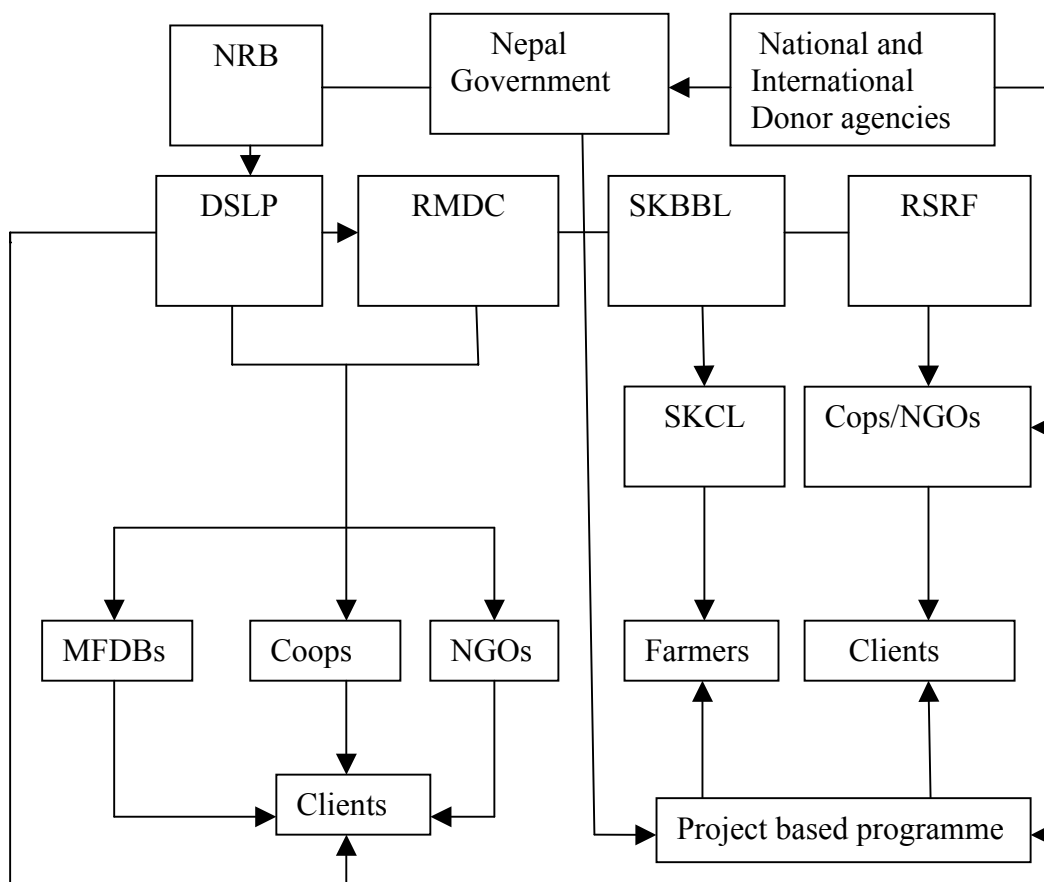 NRB
Nepal
Government
National and
International
Donor agencies
DSLP
RMDC
SKBBL
RSRF
SKCL
Cops/NGOs
MFDBs
Coops
NGOs
Farmers
Clients
Clients
Project based programme